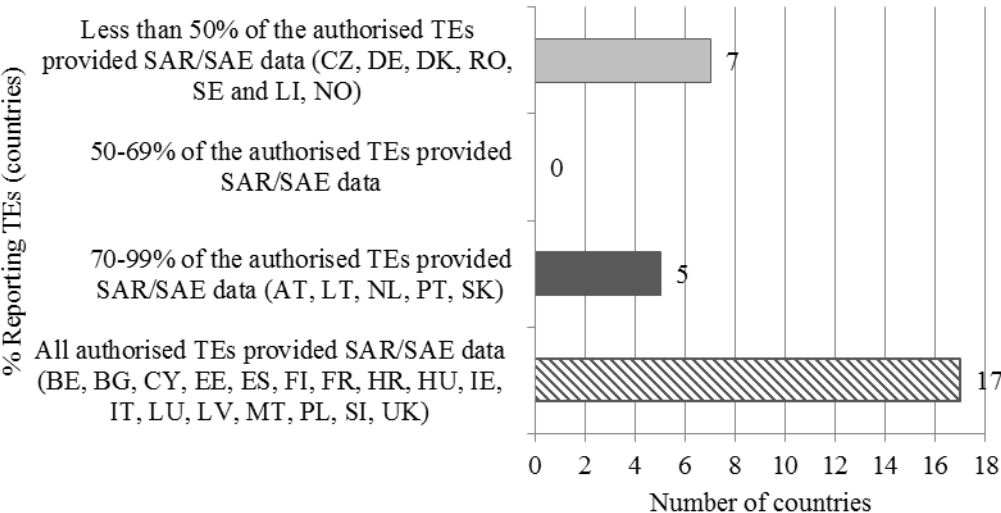 % Reporting TEs (countries)
Less than 50% of the authorised TEs
provided SAR/SAE data (CZ, DE, DK, RO,
SE and LI, NO)
7
50-69% of the authorised TEs provided
SAR/SAE data
0
70-99% of the authorised TEs provided
SAR/SAE data (AT, LT, NL, PT, SK)
5
All authorised TEs provided SAR/SAE data
(BE, BG, CY, EE, ES, FI, FR, HR, HU, IE,
IT, LU, LV, MT, PL, SI, UK)
17
0 2 4 6 8 10 12 14 16 18
Number of countries